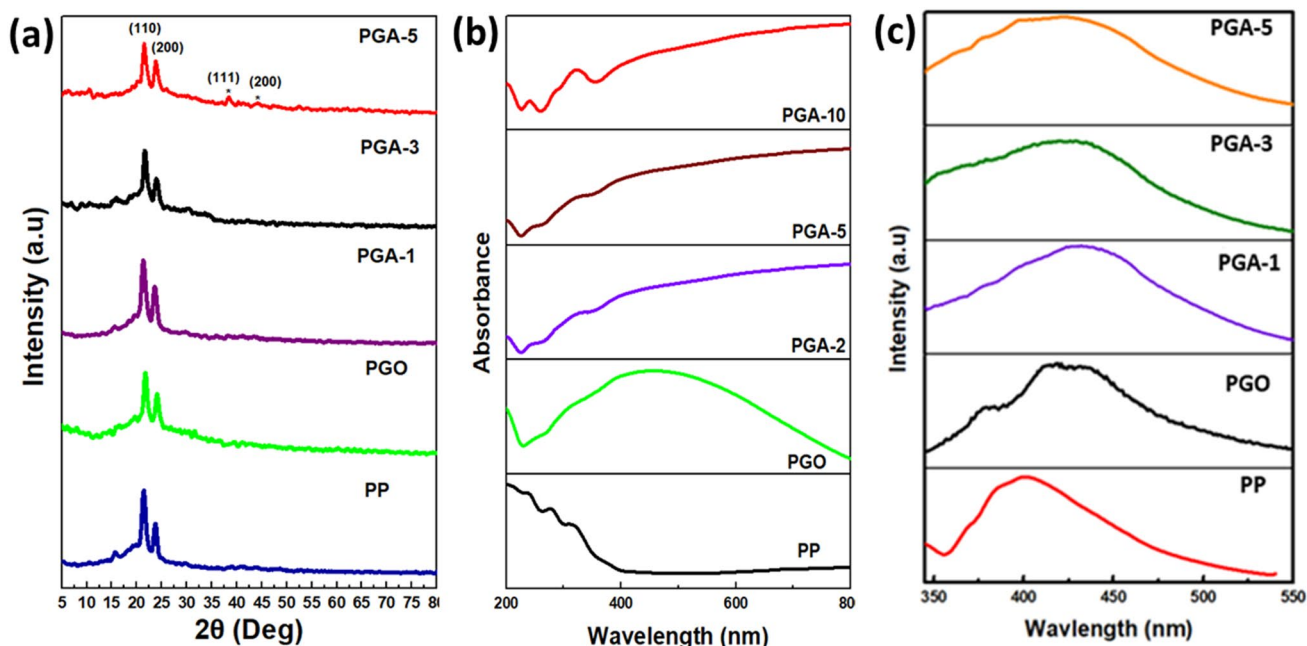 (a)
Intensity (a.u)
PGA-5
(110)
(200)
(111)
*
(200)
*
PGA-3
PGA-1
PGO
PP
5 10 15 20 25 30 35 40 45 50 55 60 65 70 75 80
2θ (Deg)
(b)
Absorbance
PGA-10
PGA-5
PGA-2
PGO
PP
200 400 600 80
Wavelength (nm)
(c)
Intensity (a.u)
PGA-5
PGA-3
PGA-1
PGO
PP
350 400 450 500 550
Wavlength (nm)